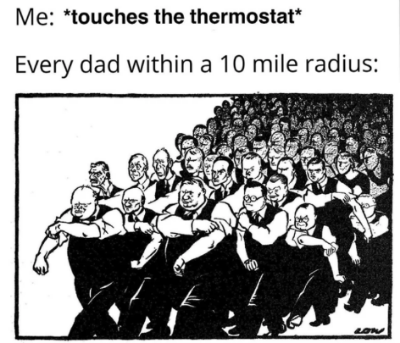 Me: *touches the thermostat*
Every dad within a 10 mile radius:
LOW